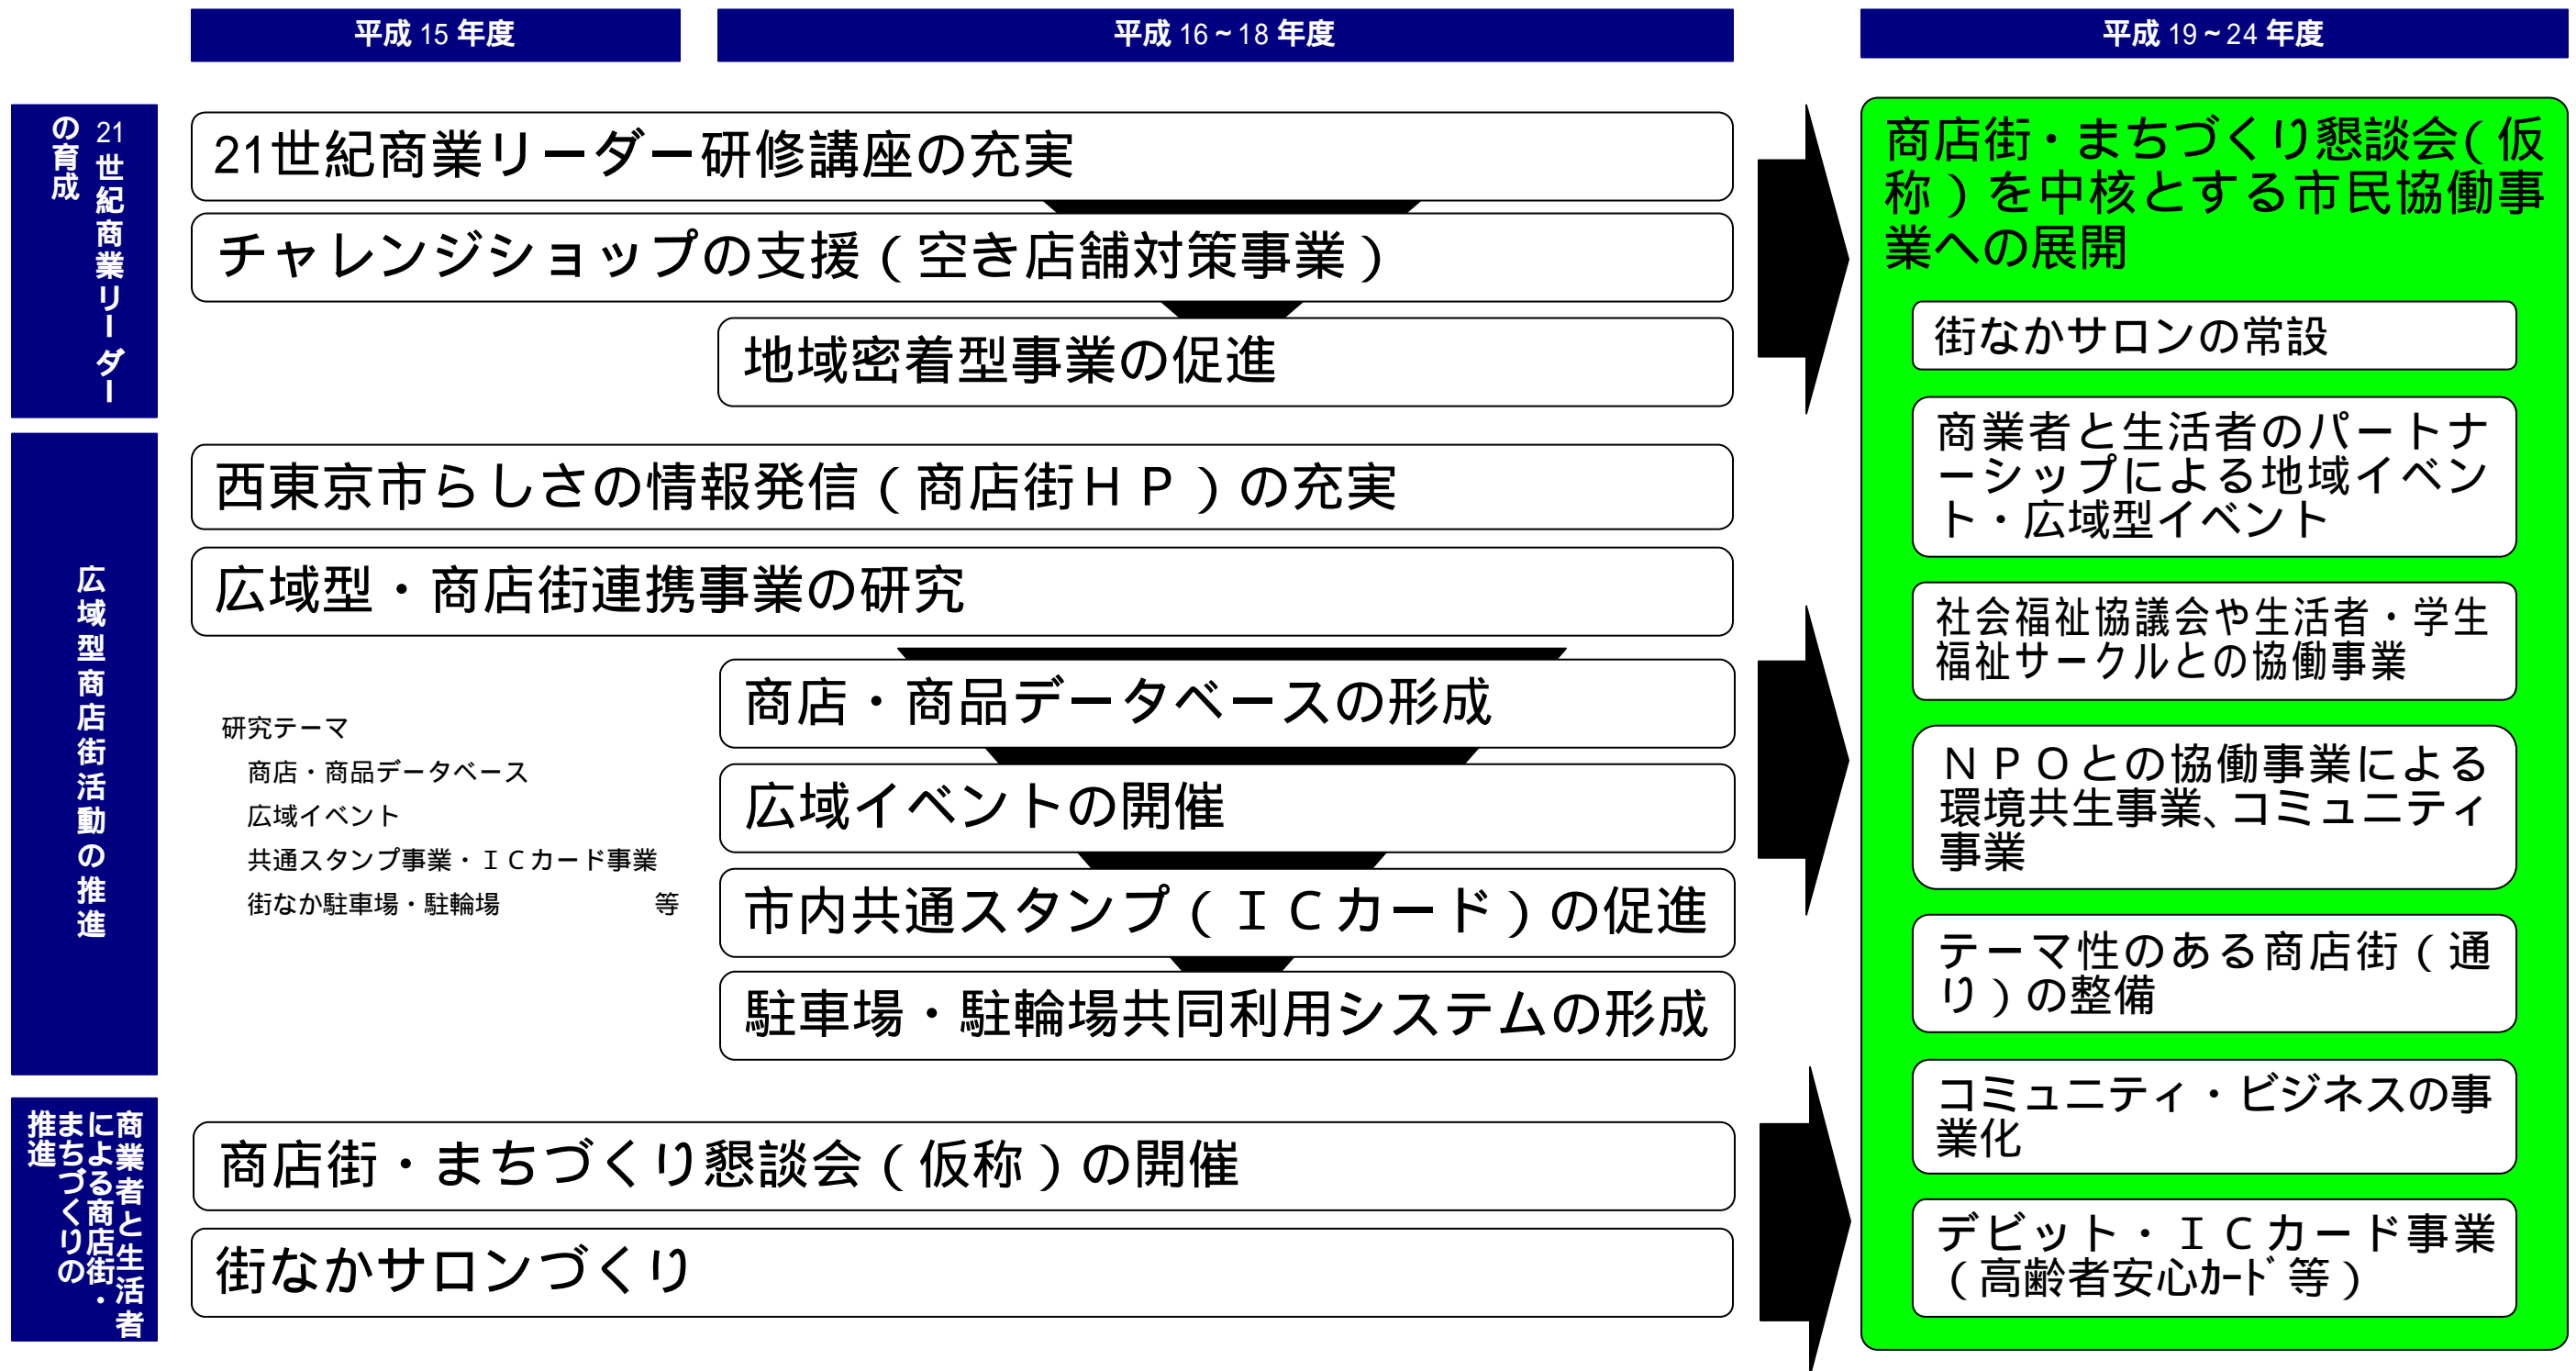 平成 15 年度
平成 16～18 年度
平成 19～24 年度
21世紀商業リーダー
の育成
21世紀商業リーダー研修講座の充実
チャレンジショップの支援（空き店舗対策事業）
地域密着型事業の促進
広域型商店街活動の推進
西東京市らしさの情報発信（商店街ＨＰ）の充実
広域型・商店街連携事業の研究
研究テーマ
商店・商品データベース
広域イベント
共通スタンプ事業・ＩＣカード事業
街なか駐車場・駐輪場　等
商店・商品データベースの形成
広域イベントの開催
市内共通スタンプ（ＩＣカード）の促進
駐車場・駐輪場共同利用システムの形成
商業者と生活者
による商店街・
まちづくりの
推進
商店街・まちづくり懇談会（仮称）の開催
街なかサロンづくり
商店街・まちづくり懇談会（仮
称）を中核とする市民協働事
業への展開
街なかサロンの常設
商業者と生活者のパートナ
ーシップによる地域イベン
ト・広域型イベント
社会福祉協議会や生活者・学生
福祉サークルとの協働事業
ＮＰＯとの協働事業による
環境共生事業、コミュニティ
事業
テーマ性のある商店街（通
り）の整備
コミュニティ・ビジネスの事
業化
デビット・ＩＣカード事業
（高齢者安心ｶｰﾄﾞ等）